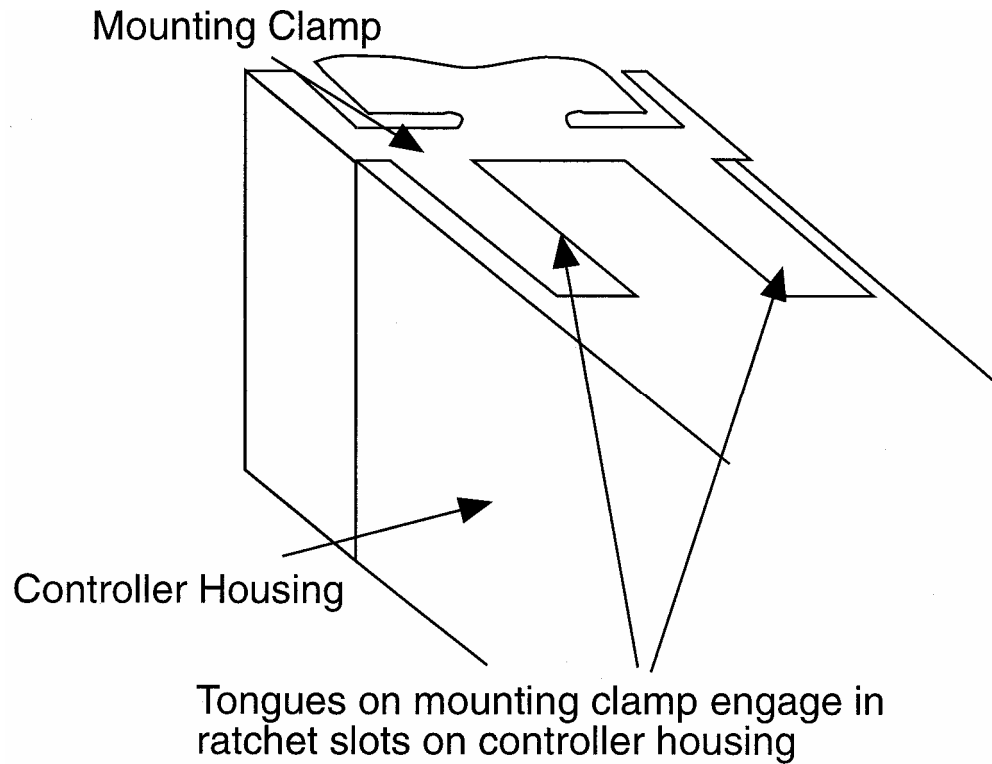 Mounting Clamp
Controller Housing
Tongues on mounting clamp engage in
ratchet slots on controller housing